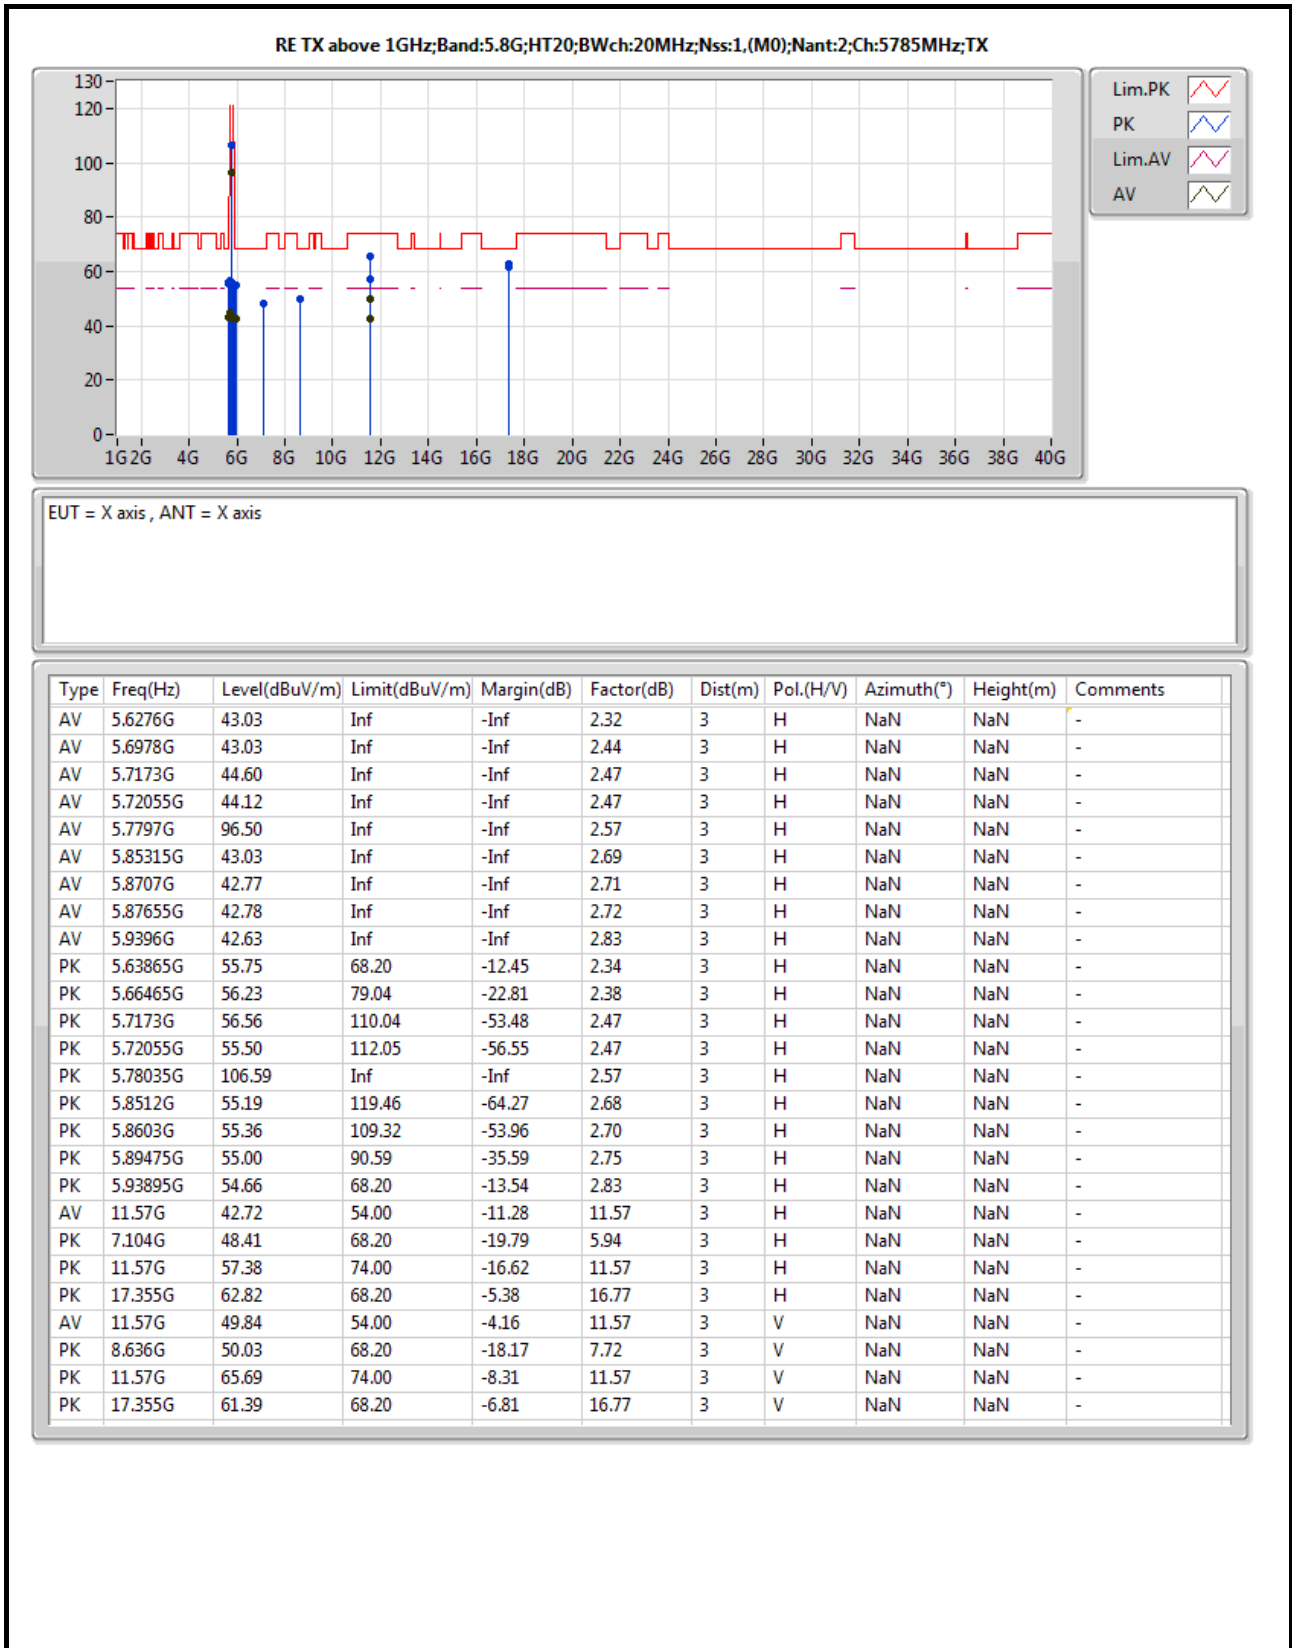 RE TX above 1GHz;Band:5.8G;HT20;BWch:20MHz;Nss:1,(M0);Nant:2;Ch:5785MHz;TX
130
120
100
80
60
40
20
0
1G 2G 4G 6G 8G 10G 12G 14G 16G 18G 20G 22G 24G 26G 28G 30G 32G 34G 36G 38G 40G
Lim.PK
PK
Lim.AV
AV
EUT = X axis , ANT = X axis
Type Freq(Hz) Level(dBuV/m) Limit(dBuV/m) Margin(dB) Factor(dB) Dist(m) Pol.(H/V) Azimuth(°) Height(m) Comments
AV 5.6276G 43.03 Inf -Inf 2.32 3 H NaN NaN -
AV 5.6978G 43.03 Inf -Inf 2.44 3 H NaN NaN -
AV 5.7173G 44.60 Inf -Inf 2.47 3 H NaN NaN -
AV 5.72055G 44.12 Inf -Inf 2.47 3 H NaN NaN -
AV 5.7797G 96.50 Inf -Inf 2.57 3 H NaN NaN -
AV 5.85315G 43.03 Inf -Inf 2.69 3 H NaN NaN -
AV 5.8707G 42.77 Inf -Inf 2.71 3 H NaN NaN -
AV 5.87655G 42.78 Inf -Inf 2.72 3 H NaN NaN -
AV 5.9396G 42.63 Inf -Inf 2.83 3 H NaN NaN -
PK 5.63865G 55.75 68.20 -12.45 2.34 3 H NaN NaN -
PK 5.66465G 56.23 79.04 -22.81 2.38 3 H NaN NaN -
PK 5.7173G 56.56 110.04 -53.48 2.47 3 H NaN NaN -
PK 5.72055G 55.50 112.05 -56.55 2.47 3 H NaN NaN -
PK 5.78035G 106.59 Inf -Inf 2.57 3 H NaN NaN -
PK 5.8512G 55.19 119.46 -64.27 2.68 3 H NaN NaN -
PK 5.8603G 55.36 109.32 -53.96 2.70 3 H NaN NaN -
PK 5.89475G 55.00 90.59 -35.59 2.75 3 H NaN NaN -
PK 5.93895G 54.66 68.20 -13.54 2.83 3 H NaN NaN -
AV 11.57G 42.72 54.00 -11.28 11.57 3 H NaN NaN -
PK 7.104G 48.41 68.20 -19.79 5.94 3 H NaN NaN -
PK 11.57G 57.38 74.00 -16.62 11.57 3 H NaN NaN -
PK 17.355G 62.82 68.20 -5.38 16.77 3 H NaN NaN -
AV 11.57G 49.84 54.00 -4.16 11.57 3 V NaN NaN -
PK 8.636G 50.03 68.20 -18.17 7.72 3 V NaN NaN -
PK 11.57G 65.69 74.00 -8.31 11.57 3 V NaN NaN -
PK 17.355G 61.39 68.20 -6.81 16.77 3 V NaN NaN -